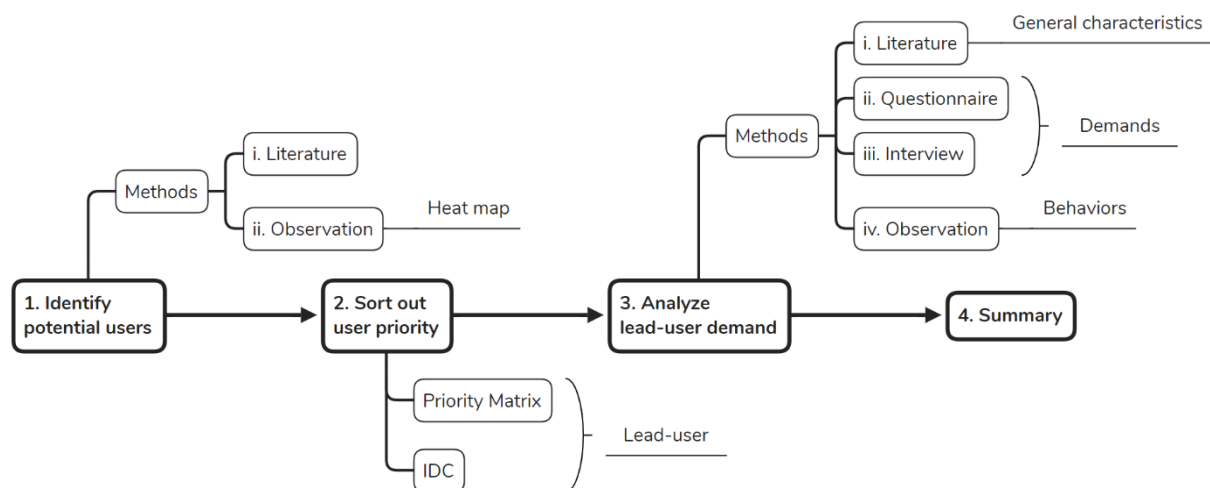 General characteristics
i. Literature
ii. Questionnaire
Methods
Demands
iii. Interview
i. Literature
Methods
Heat map
ii. Observation
Behaviors
iv. Observation
1. Identify
potential users
2. Sort out
user priority
3. Analyze
lead-user demand
4. Summary
Priority Matrix
Lead-user
IDC